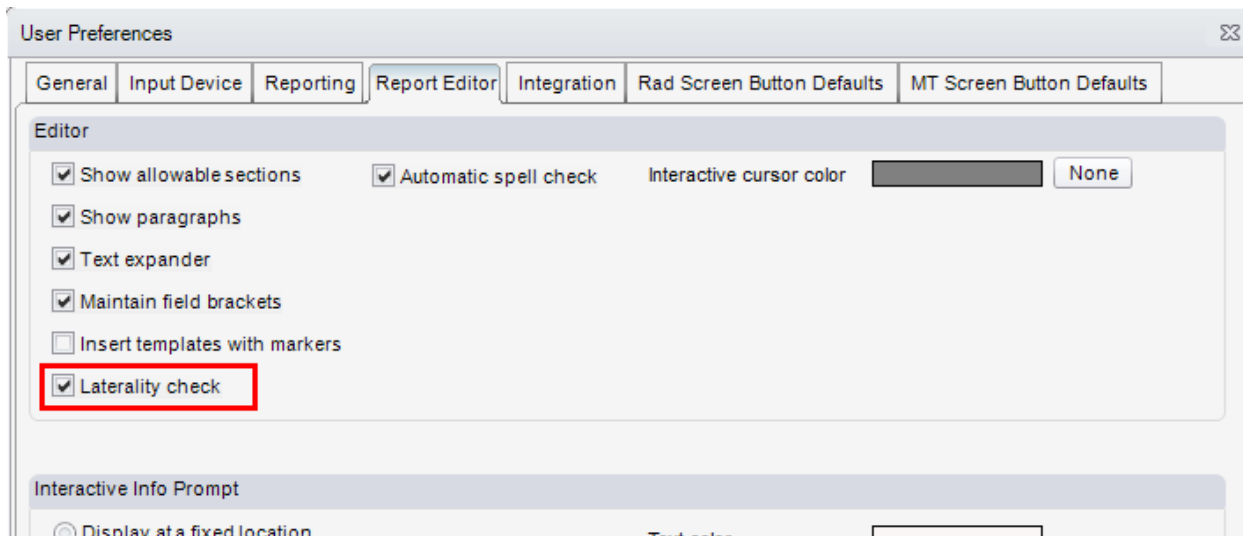 User Preferences
General Input Device Reporting Report Editor Integration Rad Screen Button Defaults MT Screen Button Defaults
Editor
Show allowable sections Automatic spell check Interactive cursor color None
Show paragraphs
Text expander
Maintain field brackets
Insert templates with markers
Laterality check
Interactive Info Prompt
Display at a fixed location Text color